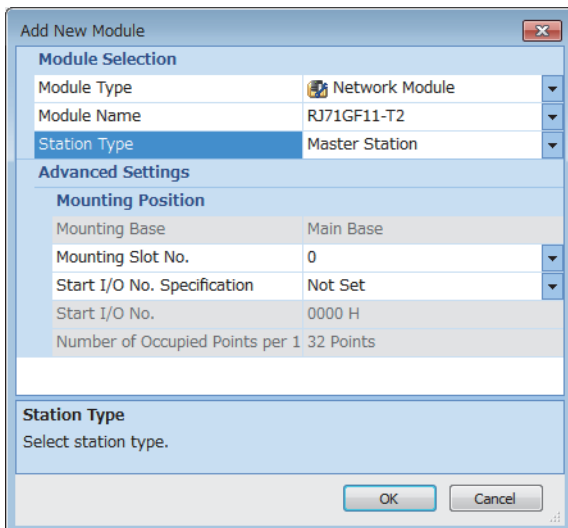 Add New Module
Module Selection
Module Type Network Module
Module Name RJ71GF11-T2
Station Type Master Station
Advanced Settings
Mounting Position
Mounting Base Main Base
Mounting Slot No. 0
Start I/O No. Specification Not Set
Start I/O No. 0000 H
Number of Occupied Points per 1 32 Points
Station Type
Select station type.
OK Cancel